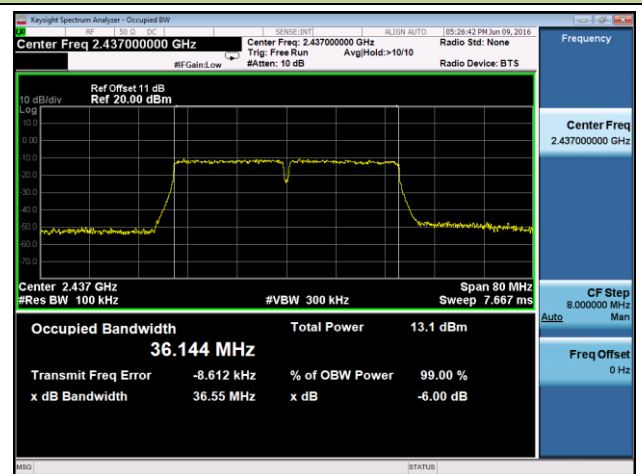 Keysight Spectrum Analyzer - Occupied BW
RF 50 Ω DC SENSE:INT ALIGN AUTO 05:26:42 PM Jun 09, 2016
Center Freq 2.437000000 GHz Center Freq: 2.437000000 GHz Radio Std: None Frequency
Trig: Free Run Avg|Hold:>10/10
#IFGain:Low #Atten: 10 dB Radio Device: BTS
Ref Offset 11 dB
10 dB/div Ref 20.00 dBm
Log
10.0
0.00
-10.0
-20.0
-30.0
-40.0
-50.0
-60.0
-70.0
Center Freq
2.437000000 GHz
Center 2.437 GHz Span 80 MHz
#Res BW 100 kHz #VBW 300 kHz Sweep 7.667 ms
CF Step
8.000000 MHz
Auto Man
Occupied Bandwidth Total Power 13.1 dBm
36.144 MHz
Freq Offset
0 Hz
Transmit Freq Error -8.612 kHz % of OBW Power 99.00 %
x dB Bandwidth 36.55 MHz x dB -6.00 dB
MSG STATUS